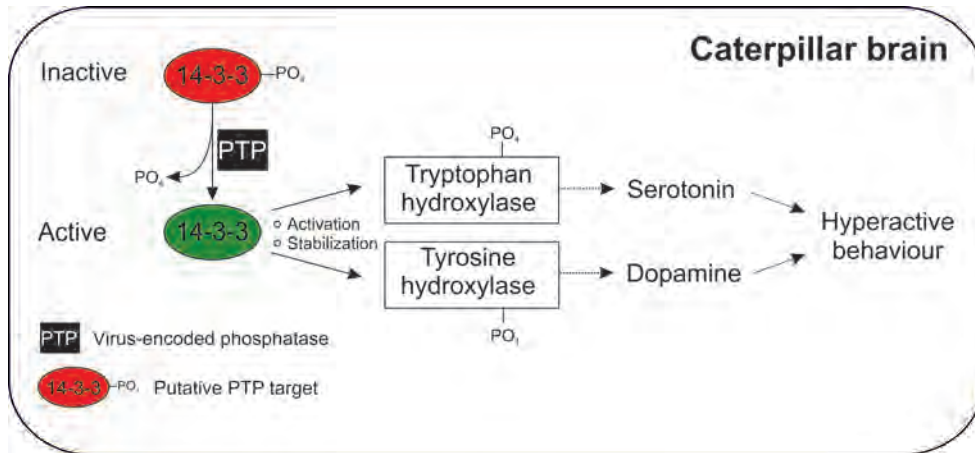 Caterpillar brain
Inactive
14-3-3
PO₄
PTP
PO₄
Active
14-3-3
Activation
Stabilization
PO₄
Tryptophan
hydroxylase
Serotonin
Tyrosine
hydroxylase
PO₄
Dopamine
Hyperactive
behaviour
PTP
Virus-encoded phosphatase
14-3-3
PO
Putative PTP target